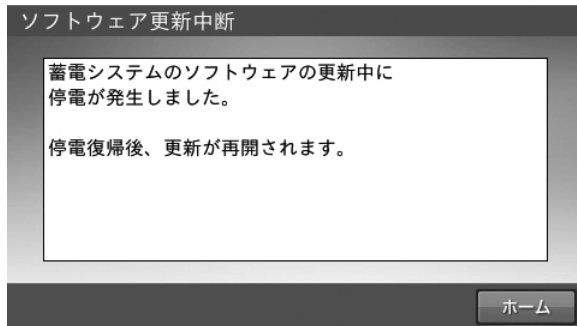 ソフトウェア更新中断
蓄電システムのソフトウェアの更新中に
停電が発生しました。
停電復帰後、更新が再開されます。
ホーム